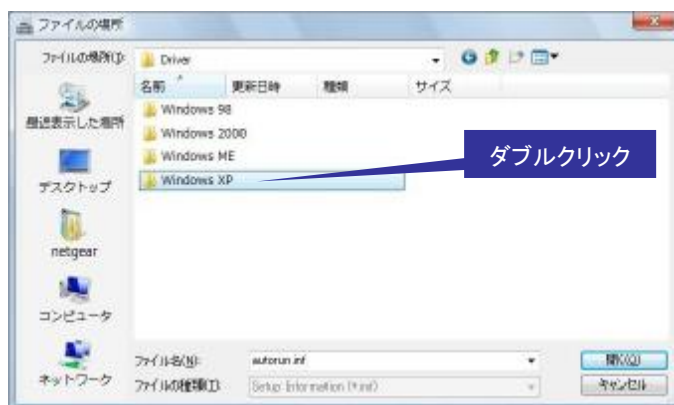 ファイルの場所
ファイルの場所(I):
Driver
名前
更新日時
種類
サイズ
最近表示した場所
Windows 98
Windows 2000
Windows ME
Windows XP
ダブルクリック
デスクトップ
netgear
コンピュータ
ネットワーク
ファイル名(N):
autorun.inf
開く(O)
ファイルの種類(T):
Setup Information (*.inf)
キャンセル